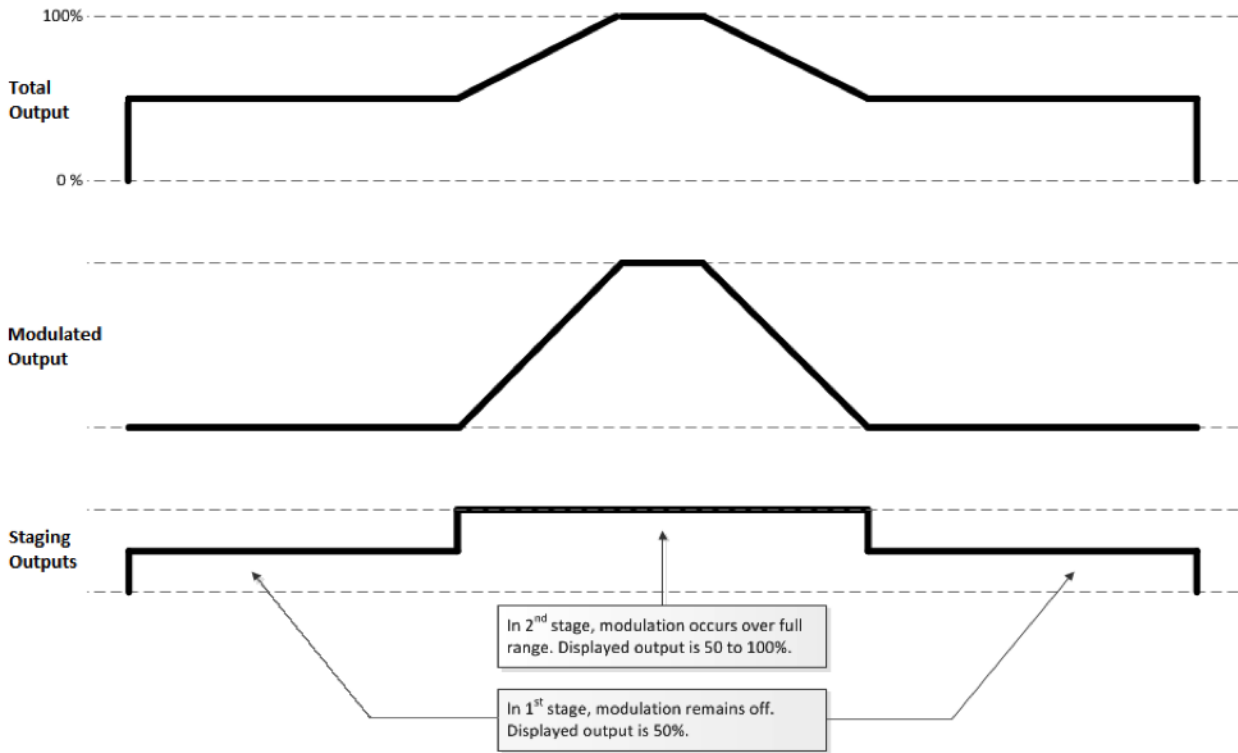 100%
Total
Output
0 %
Modulated
Output
Staging
Outputs
In 2nd stage, modulation occurs over full
range. Displayed output is 50 to 100%.
In 1st stage, modulation remains off.
Displayed output is 50%.